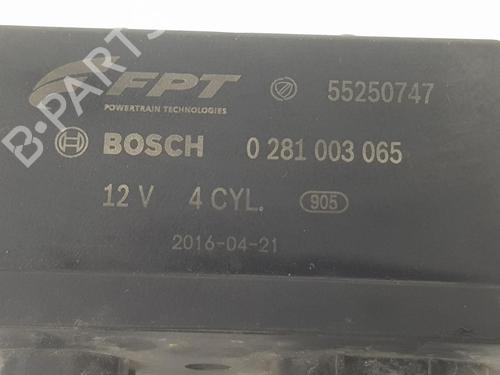 FPT 55250747
POWERTRAIN TECHNOLOGIES
BOSCH 0 281 003 065
12 V 4 CYL. 905
2016-04-21
B-PARTS